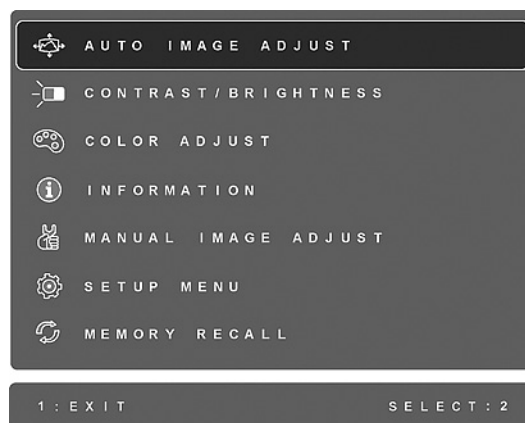 AUTO IMAGE ADJUST
CONTRAST/BRIGHTNESS
COLOR ADJUST
INFORMATION
MANUAL IMAGE ADJUST
SETUP MENU
MEMORY RECALL
1:EXIT SELECT:2